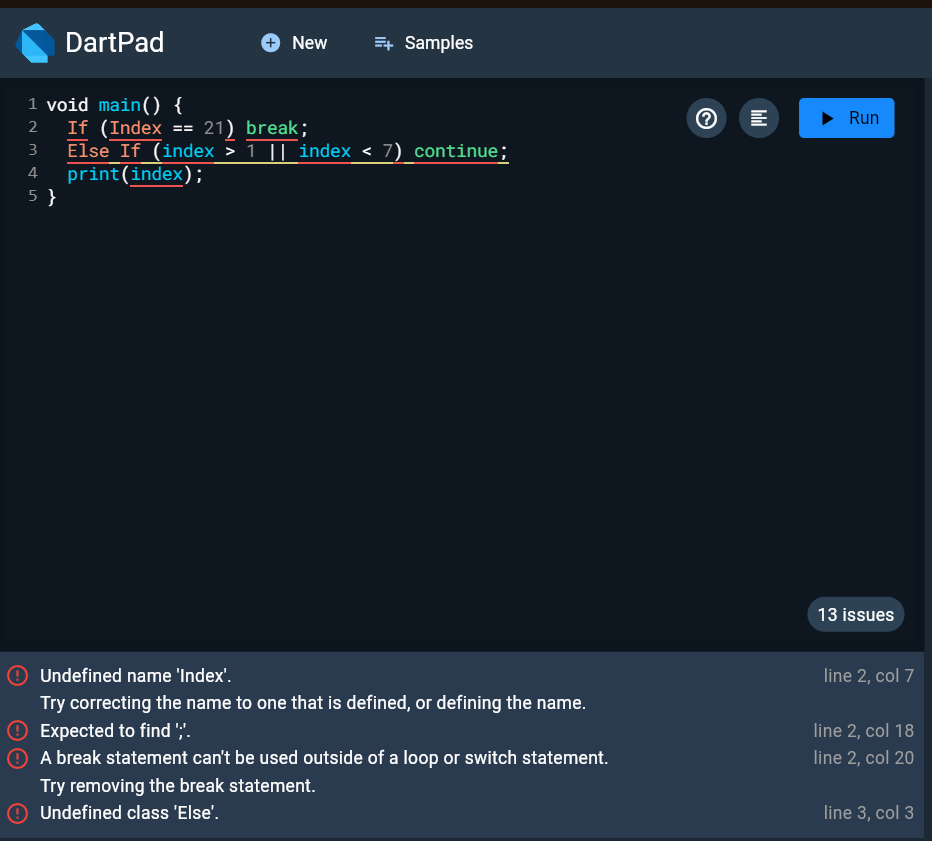 DartPad New Samples
1 void main() {
2 If (Index == 21) break;
3 Else If (index > 1 || index < 7) continue;
4 print(index);
5 }
Run
13 issues
Undefined name 'Index'. line 2, col 7
Try correcting the name to one that is defined, or defining the name.
Expected to find ';'. line 2, col 18
A break statement can't be used outside of a loop or switch statement. line 2, col 20
Try removing the break statement.
Undefined class 'Else'. line 3, col 3